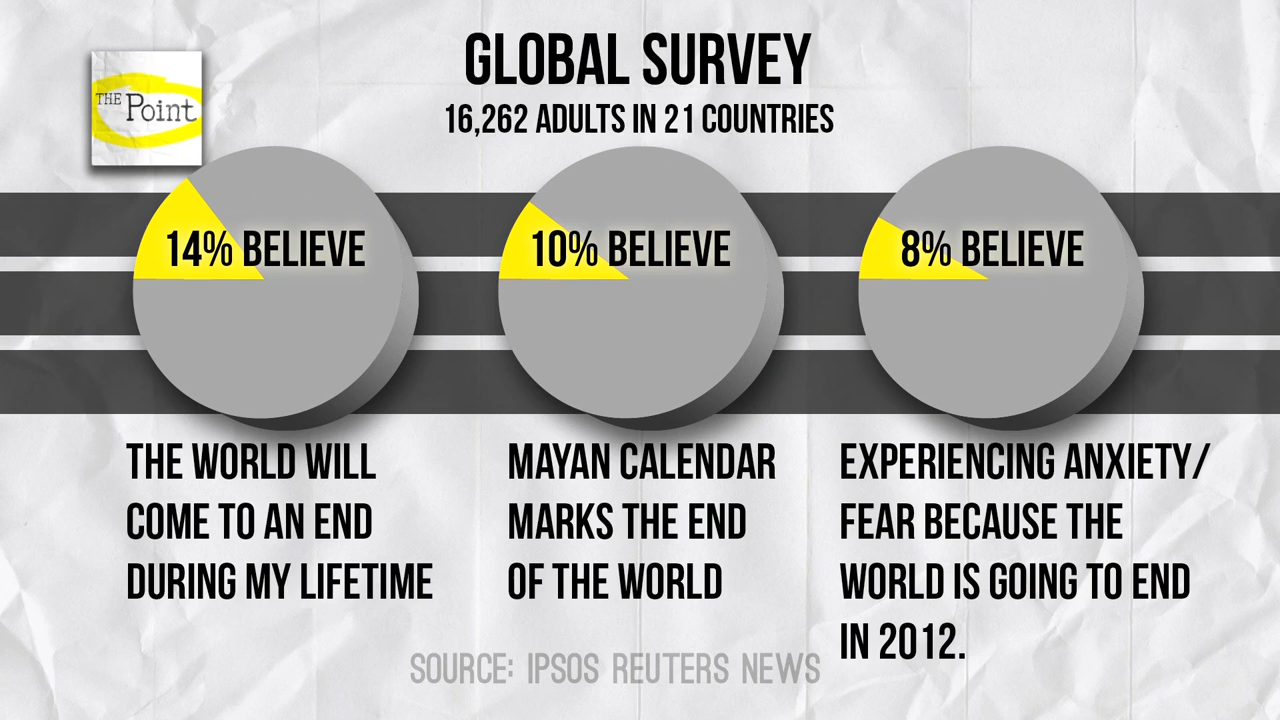 GLOBAL SURVEY
16,262 ADULTS IN 21 COUNTRIES
THE Point
14% BELIEVE
THE WORLD WILL
COME TO AN END
DURING MY LIFETIME
10% BELIEVE
MAYAN CALENDAR
MARKS THE END
OF THE WORLD
8% BELIEVE
EXPERIENCING ANXIETY/
FEAR BECAUSE THE
WORLD IS GOING TO END
IN 2012.
SOURCE: IPSOS REUTERS NEWS